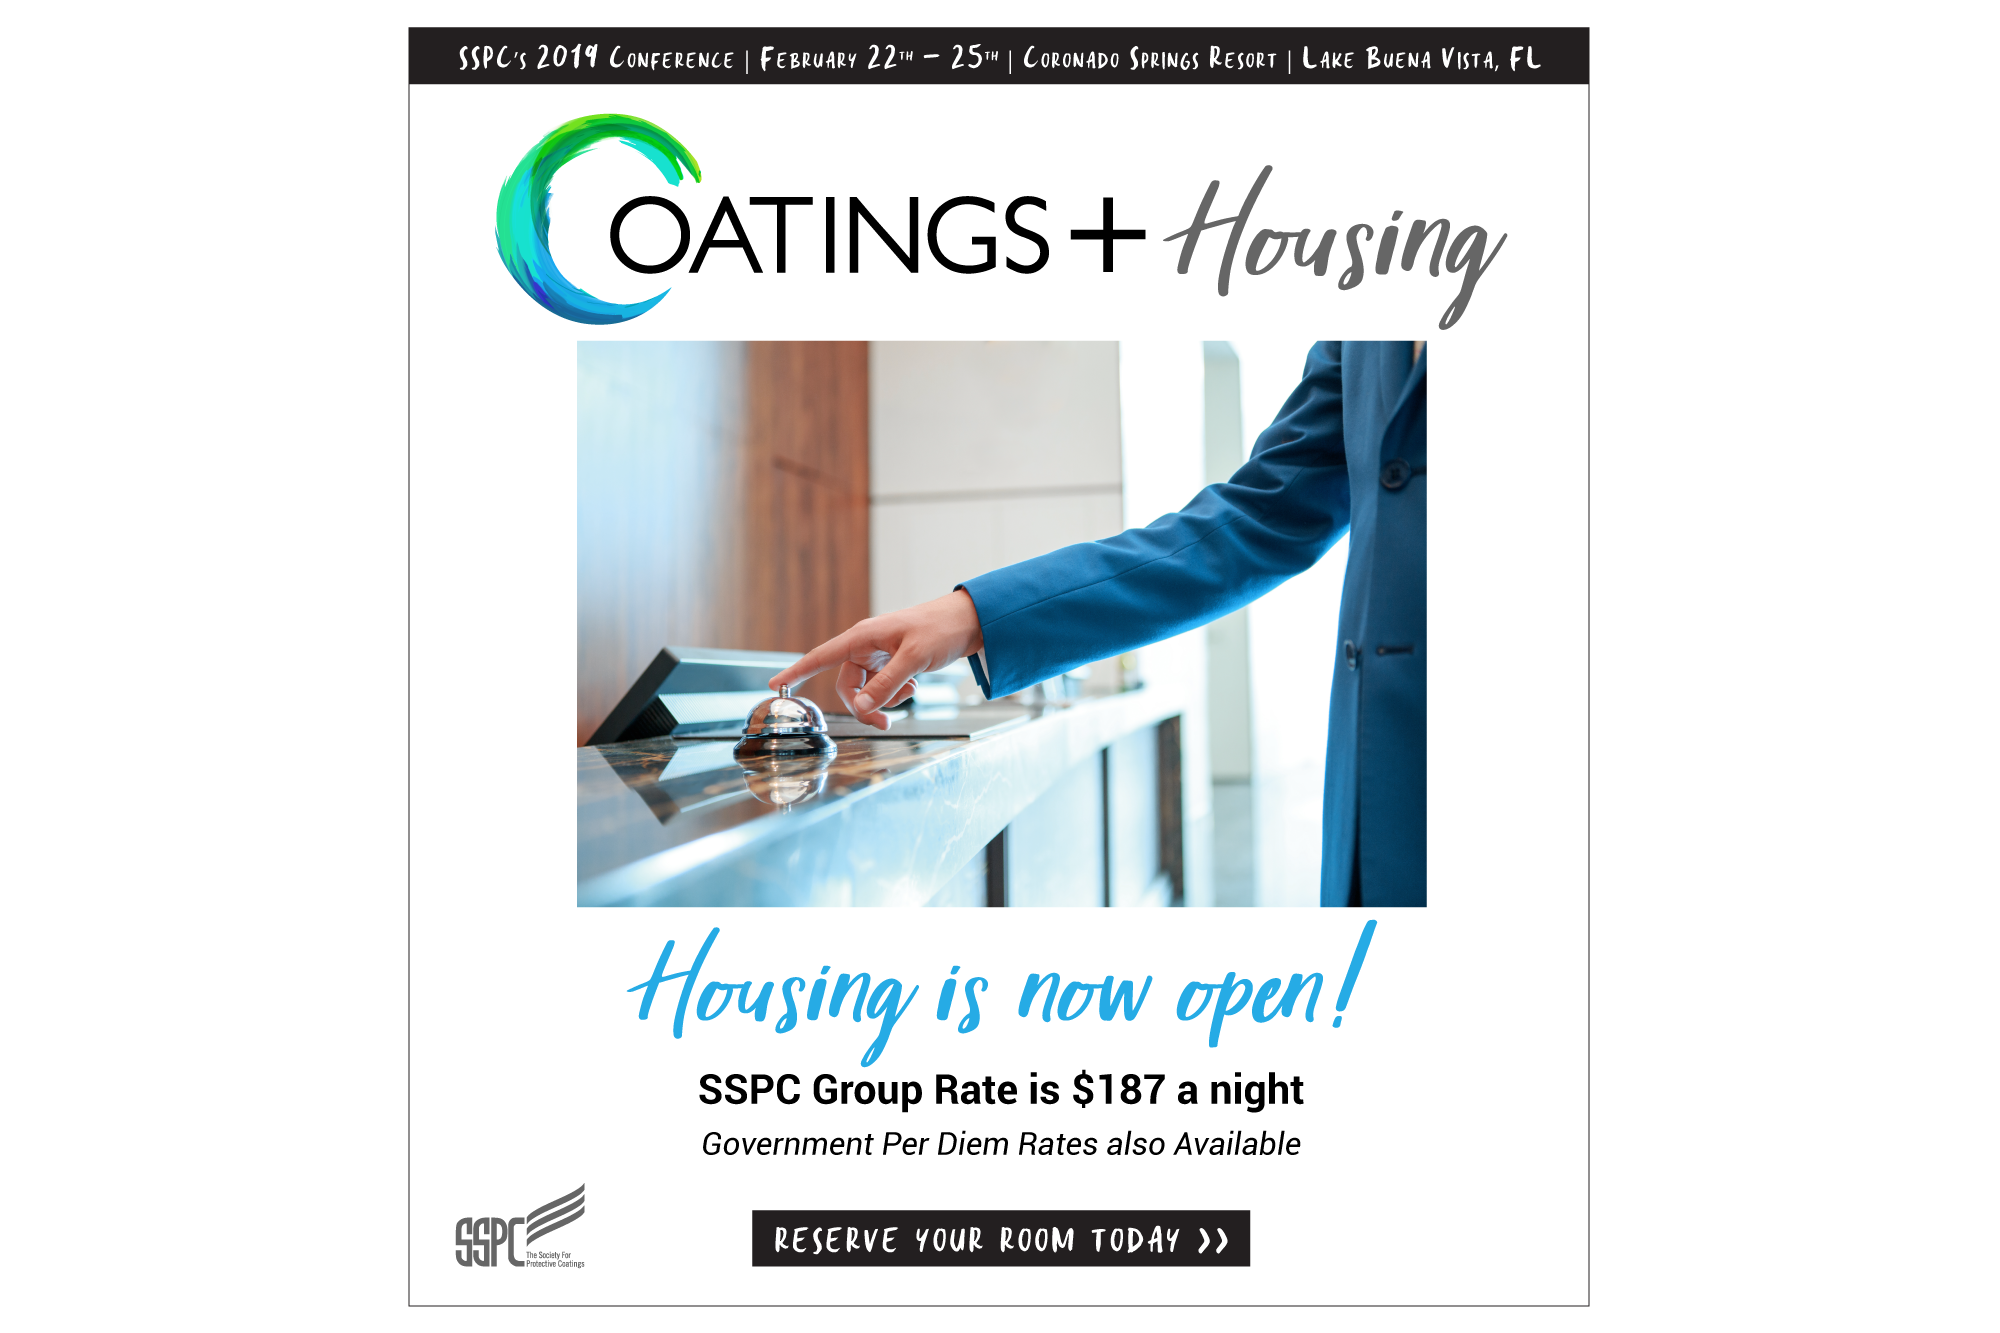 SSPC's 2019 Conference | February 22th – 25th | Coronado Springs Resort | Lake Buena Vista, FL
COATINGS + Housing
Housing is now open!
SSPC Group Rate is $187 a night
Government Per Diem Rates also Available
SSPC
The Society For
Protective Coatings
RESERVE YOUR ROOM TODAY »